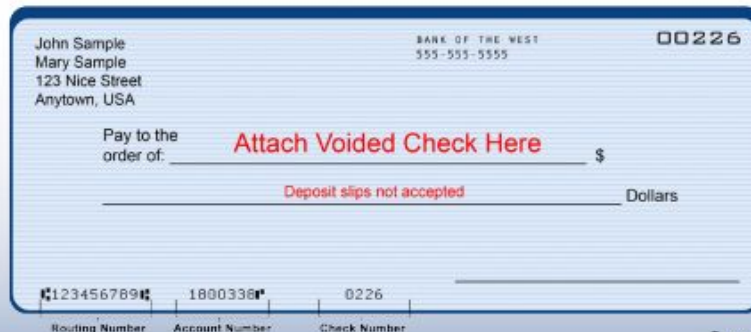 John Sample
Mary Sample
123 Nice Street
Anytown, USA
BANK OF THE WEST
555-555-5555
00226
Pay to the
order of:
Attach Voided Check Here
$
Deposit slips not accepted
Dollars
⑆123456789⑆ 1800338⑈ 0226
Routing Number Account Number Check Number